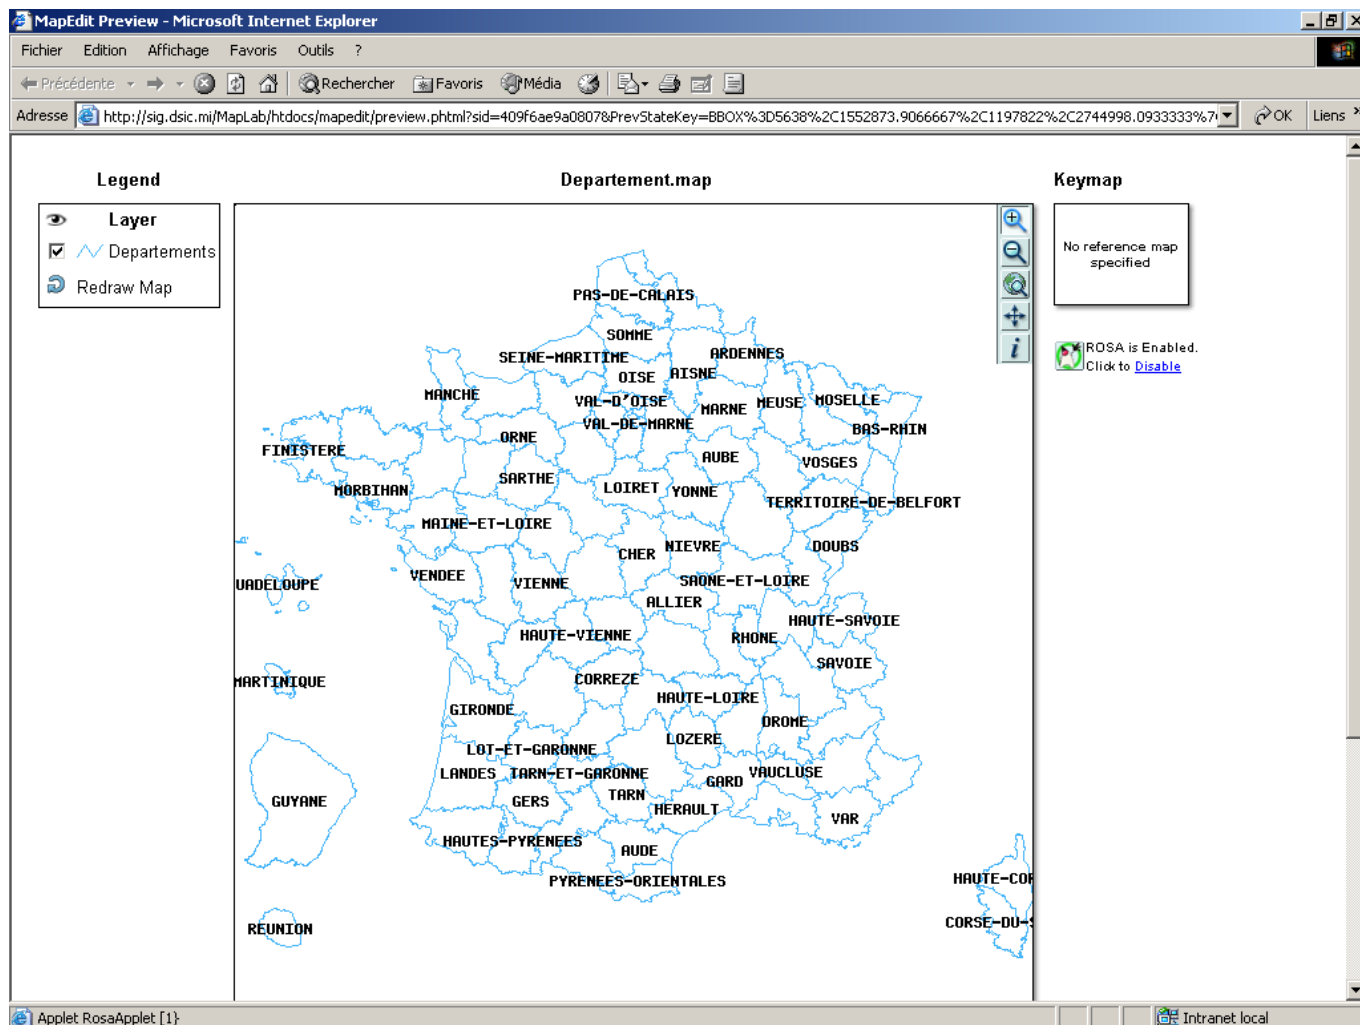 MapEdit Preview - Microsoft Internet Explorer
Fichier Edition Affichage Favoris Outils ?
Précédente Rechercher Favoris Média
Adresse http://sig.dsic.mi/MapLab/htdocs/mapedit/preview.phtml?sid=409f6ae9a0807&PrevStateKey=BBOX%3D5638%2C1552873.9066667%2C1197822%2C2744998.0933333%7 OK Liens »
Legend
Departement.map
Keymap
Layer
Departements
Redraw Map
No reference map
specified
ROSA is Enabled.
Click to Disable
PAS-DE-CALAIS
SOMME
SEINE-MARITIME
ARDENNES
OISE
AISNE
MANCHE
VAL-D'OISE
MARNE
MEUSE
MOSELLE
VAL-DE-MARNE
BAS-RHIN
ORNE
FINISTERE
AUBE
VOSGES
SARTHE
MORBIHAN
LOIRET
YONNE
TERRITOIRE-DE-BELFORT
MAINE-ET-LOIRE
CHER
NIEVRE
DOUBS
VENDEE
VIENNE
SAONE-ET-LOIRE
UADELOUPE
ALLIER
HAUTE-SAVOIE
HAUTE-VIENNE
RHONE
SAVOIE
MARTINIQUE
CORREZE
HAUTE-LOIRE
GIRONDE
DROME
LOZERE
LOT-ET-GARONNE
LANDES
TARN-ET-GARONNE
VAUCLUSE
GARD
GUYANE
GERS
TARN
HERAULT
VAR
HAUTES-PYRENEES
AUDE
PYRENEES-ORIENTALES
HAUTE-COR
CORSE-DU-S
REUNION
Applet RosaApplet [1} Intranet local